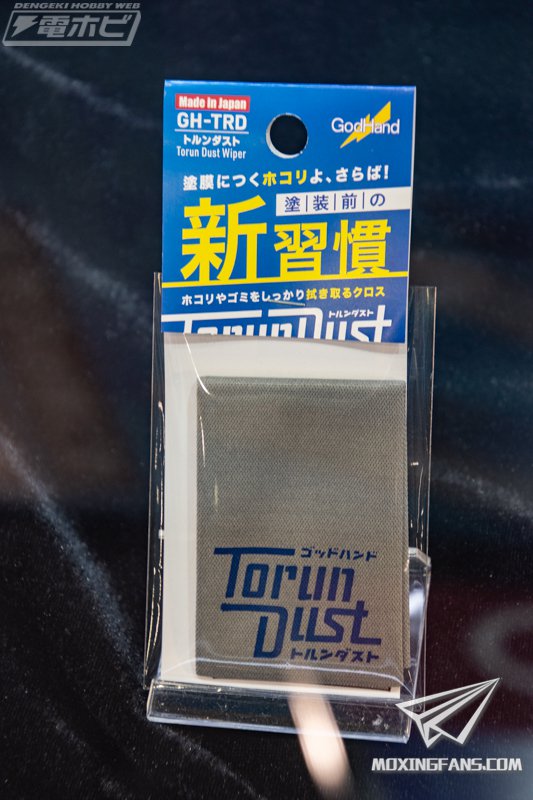 DENGEKI HOBBY WEB
電ホビ
Made in Japan
GH-TRD
トルンダスト
Torun Dust Wiper
GodHand
塗膜につくホコリよ、さらば!
塗装前の
新習慣
ホコリやゴミをしっかり拭き取るクロス
トルンダスト
Torun Dust
ゴッドハンド
Torun
Dust
トルンダスト
MOXINGFANS.COM